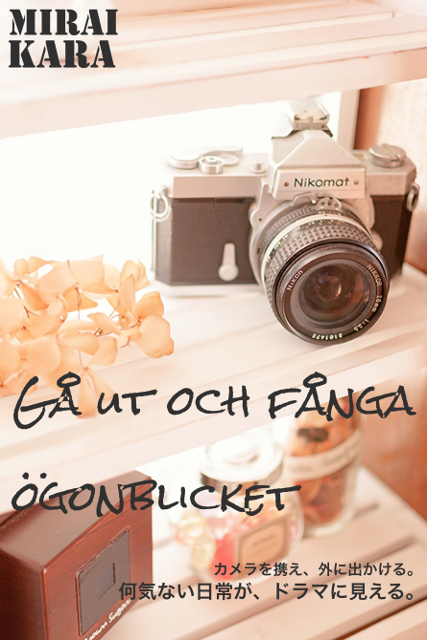 MIRAI
KARA
Nikomat
Gå ut och fånga
ögonblicket
カメラを携え、外に出かける。
何気ない日常が、ドラマに見える。